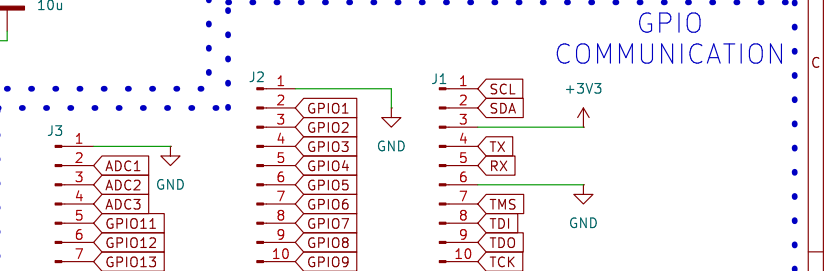 10u
GPIO
COMMUNICATION
C
J2
1
2 GPIO1
3 GPIO2
4 GPIO3
5 GPIO4
6 GPIO5
7 GPIO6
8 GPIO7
9 GPIO8
10 GPIO9
GND
J1
1 SCL
2 SDA
3
+3V3
4 TX
5 RX
6
GND
7 TMS
8 TDI
9 TDO
10 TCK
J3
1
GND
2 ADC1
3 ADC2
4 ADC3
5 GPIO11
6 GPIO12
7 GPIO13